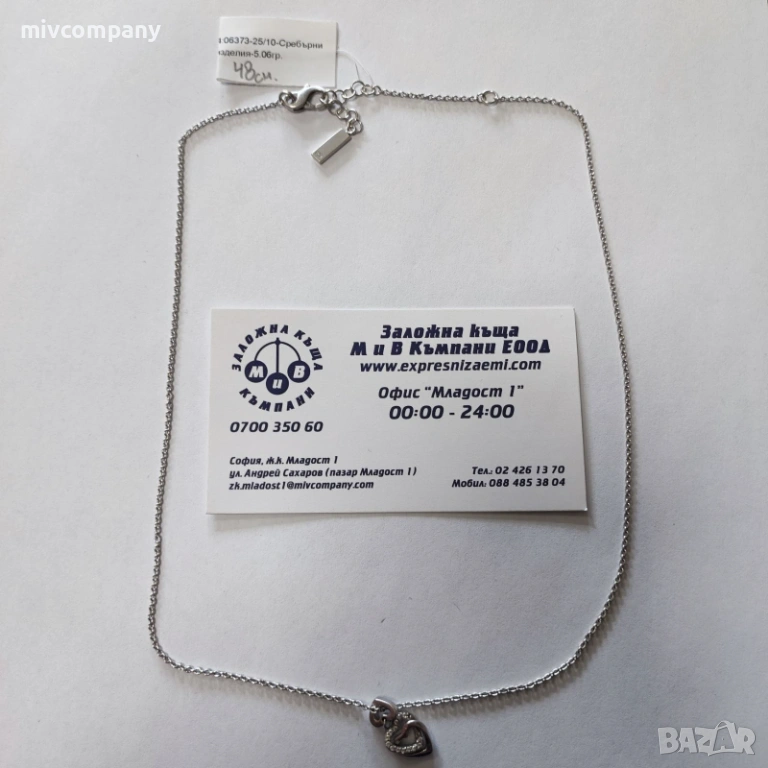 mivcompany
06373-25/10-Сребърни
изделия-5.06гр.
48см.
ЗАЛОЖНА КЪЩА
М и В
КЪМПАНИ
0700 350 60
Заложна къща
М и В Къмпани ЕООД
www.expresnizaemi.com
Офис "Младост 1"
00:00 - 24:00
София, ж.к. Младост 1
ул. Андрей Сахаров (пазар Младост 1)
zk.mladost1@mivcompany.com
Тел.: 02 426 13 70
Мобил.: 088 485 38 04
BAZAR